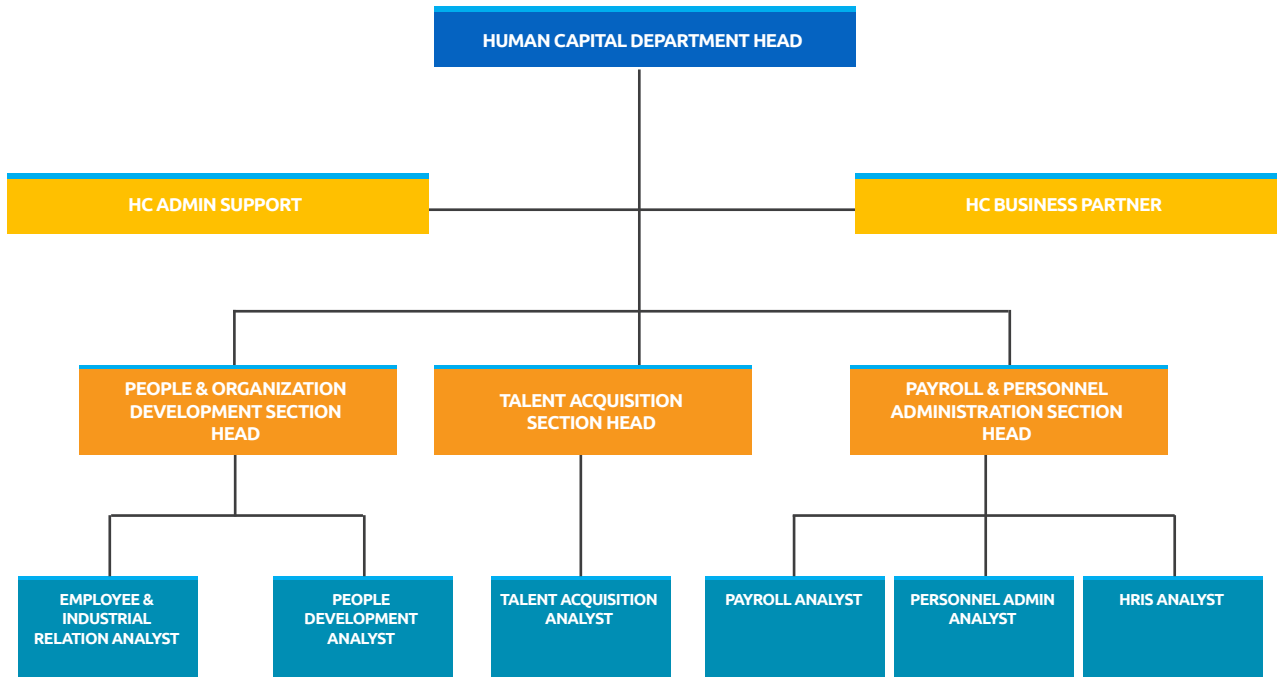 HUMAN CAPITAL DEPARTMENT HEAD
HC ADMIN SUPPORT
HC BUSINESS PARTNER
PEOPLE & ORGANIZATION
DEVELOPMENT SECTION
HEAD
TALENT ACQUISITION
SECTION HEAD
PAYROLL & PERSONNEL
ADMINISTRATION SECTION
HEAD
EMPLOYEE &
INDUSTRIAL
RELATION ANALYST
PEOPLE
DEVELOPMENT
ANALYST
TALENT ACQUISITION
ANALYST
PAYROLL ANALYST
PERSONNEL ADMIN
ANALYST
HRIS ANALYST